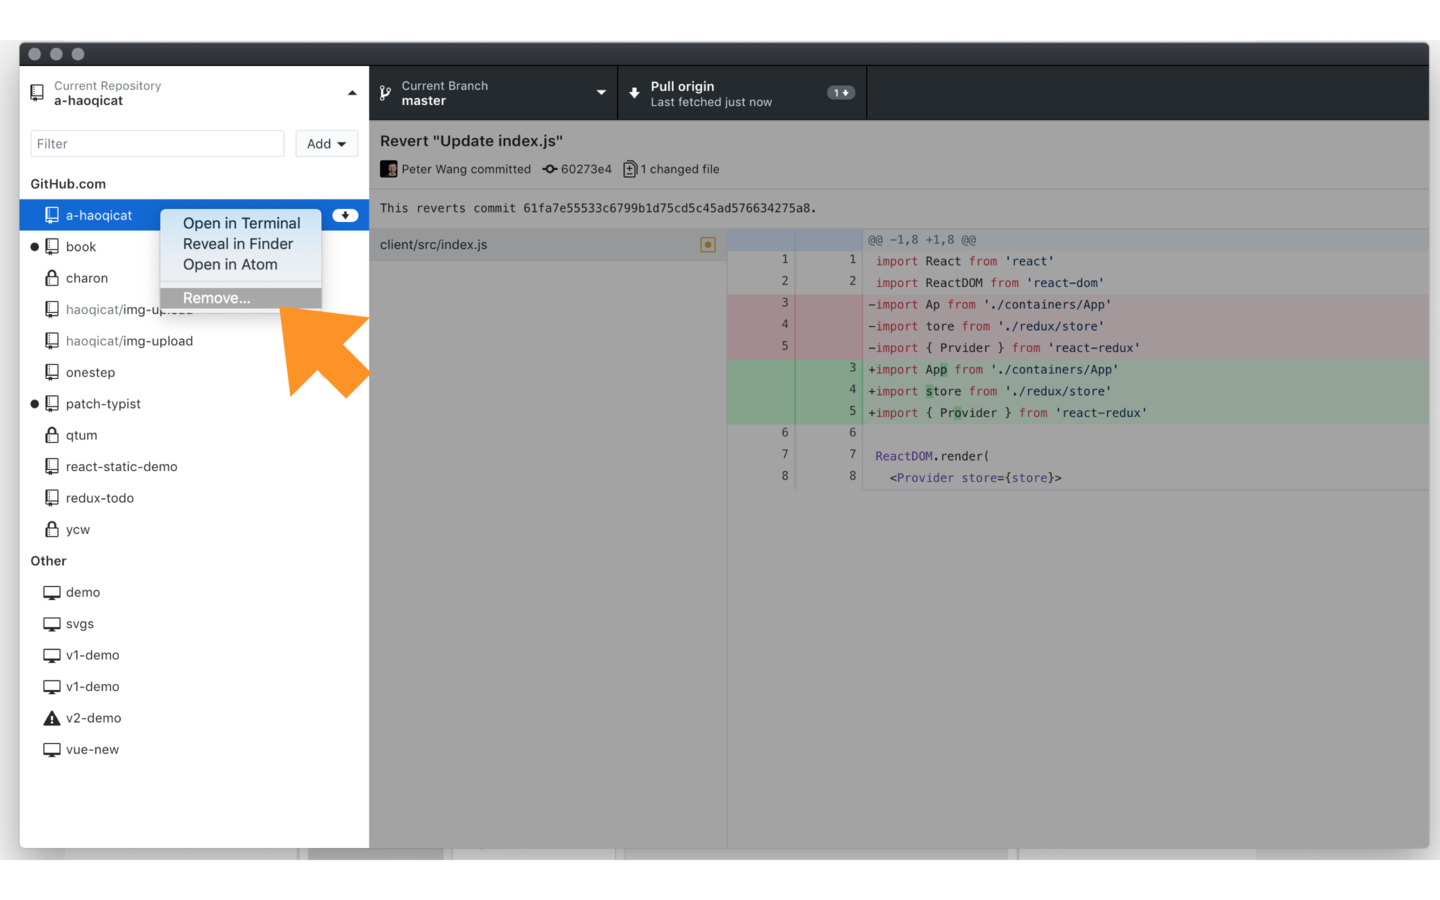 Current Repository
a-haoqicat
Current Branch
master
Pull origin
Last fetched just now
1
Filter
Add
GitHub.com
a-haoqicat
book
charon
haoqicat/img-upload
haoqicat/img-upload
onestep
patch-typist
qtum
react-static-demo
redux-todo
ycw
Other
demo
svgs
v1-demo
v1-demo
v2-demo
vue-new
Open in Terminal
Reveal in Finder
Open in Atom
Remove...
Revert "Update index.js"
Peter Wang committed 60273e4 1 changed file
This reverts commit 61fa7e55533c6799b1d75cd5c45ad576634275a8.
client/src/index.js
@@ -1,8 +1,8 @@
1 1 import React from 'react'
2 2 import ReactDOM from 'react-dom'
3 -import Ap from './containers/App'
4 -import tore from './redux/store'
5 -import { Prvider } from 'react-redux'
3 +import App from './containers/App'
4 +import store from './redux/store'
5 +import { Provider } from 'react-redux'
6 6
7 7 ReactDOM.render(
8 8 <Provider store={store}>